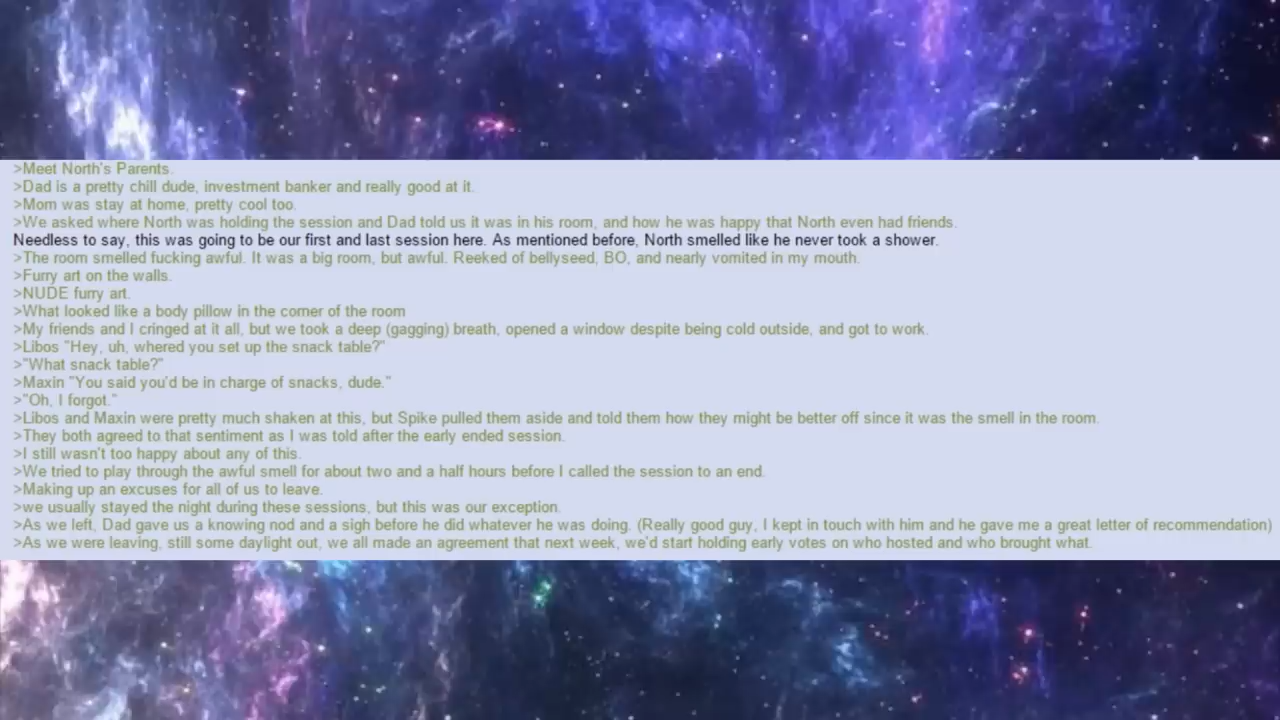 >Meet North's Parents.
>Dad is a pretty chill dude, investment banker and really good at it.
>Mom was stay at home, pretty cool too.
>We asked where North was holding the session and Dad told us it was in his room, and how he was happy that North even had friends.
Needless to say, this was going to be our first and last session here. As mentioned before, North smelled like he never took a shower.
>The room smelled fucking awful. It was a big room, but awful. Reeked of bellyseed, BO, and nearly vomited in my mouth.
>Furry art on the walls.
>NUDE furry art.
>What looked like a body pillow in the corner of the room
>My friends and I cringed at it all, but we took a deep (gagging) breath, opened a window despite being cold outside, and got to work.
>Libos "Hey, uh, whered you set up the snack table?"
>"What snack table?"
>Maxin "You said you'd be in charge of snacks, dude."
>"Oh, I forgot."
>Libos and Maxin were pretty much shaken at this, but Spike pulled them aside and told them how they might be better off since it was the smell in the room.
>They both agreed to that sentiment as I was told after the early ended session.
>I still wasn't too happy about any of this.
>We tried to play through the awful smell for about two and a half hours before I called the session to an end.
>Making up an excuses for all of us to leave.
>we usually stayed the night during these sessions, but this was our exception.
>As we left, Dad gave us a knowing nod and a sigh before he did whatever he was doing. (Really good guy, I kept in touch with him and he gave me a great letter of recommendation)
>As we were leaving, still some daylight out, we all made an agreement that next week, we'd start holding early votes on who hosted and who brought what.